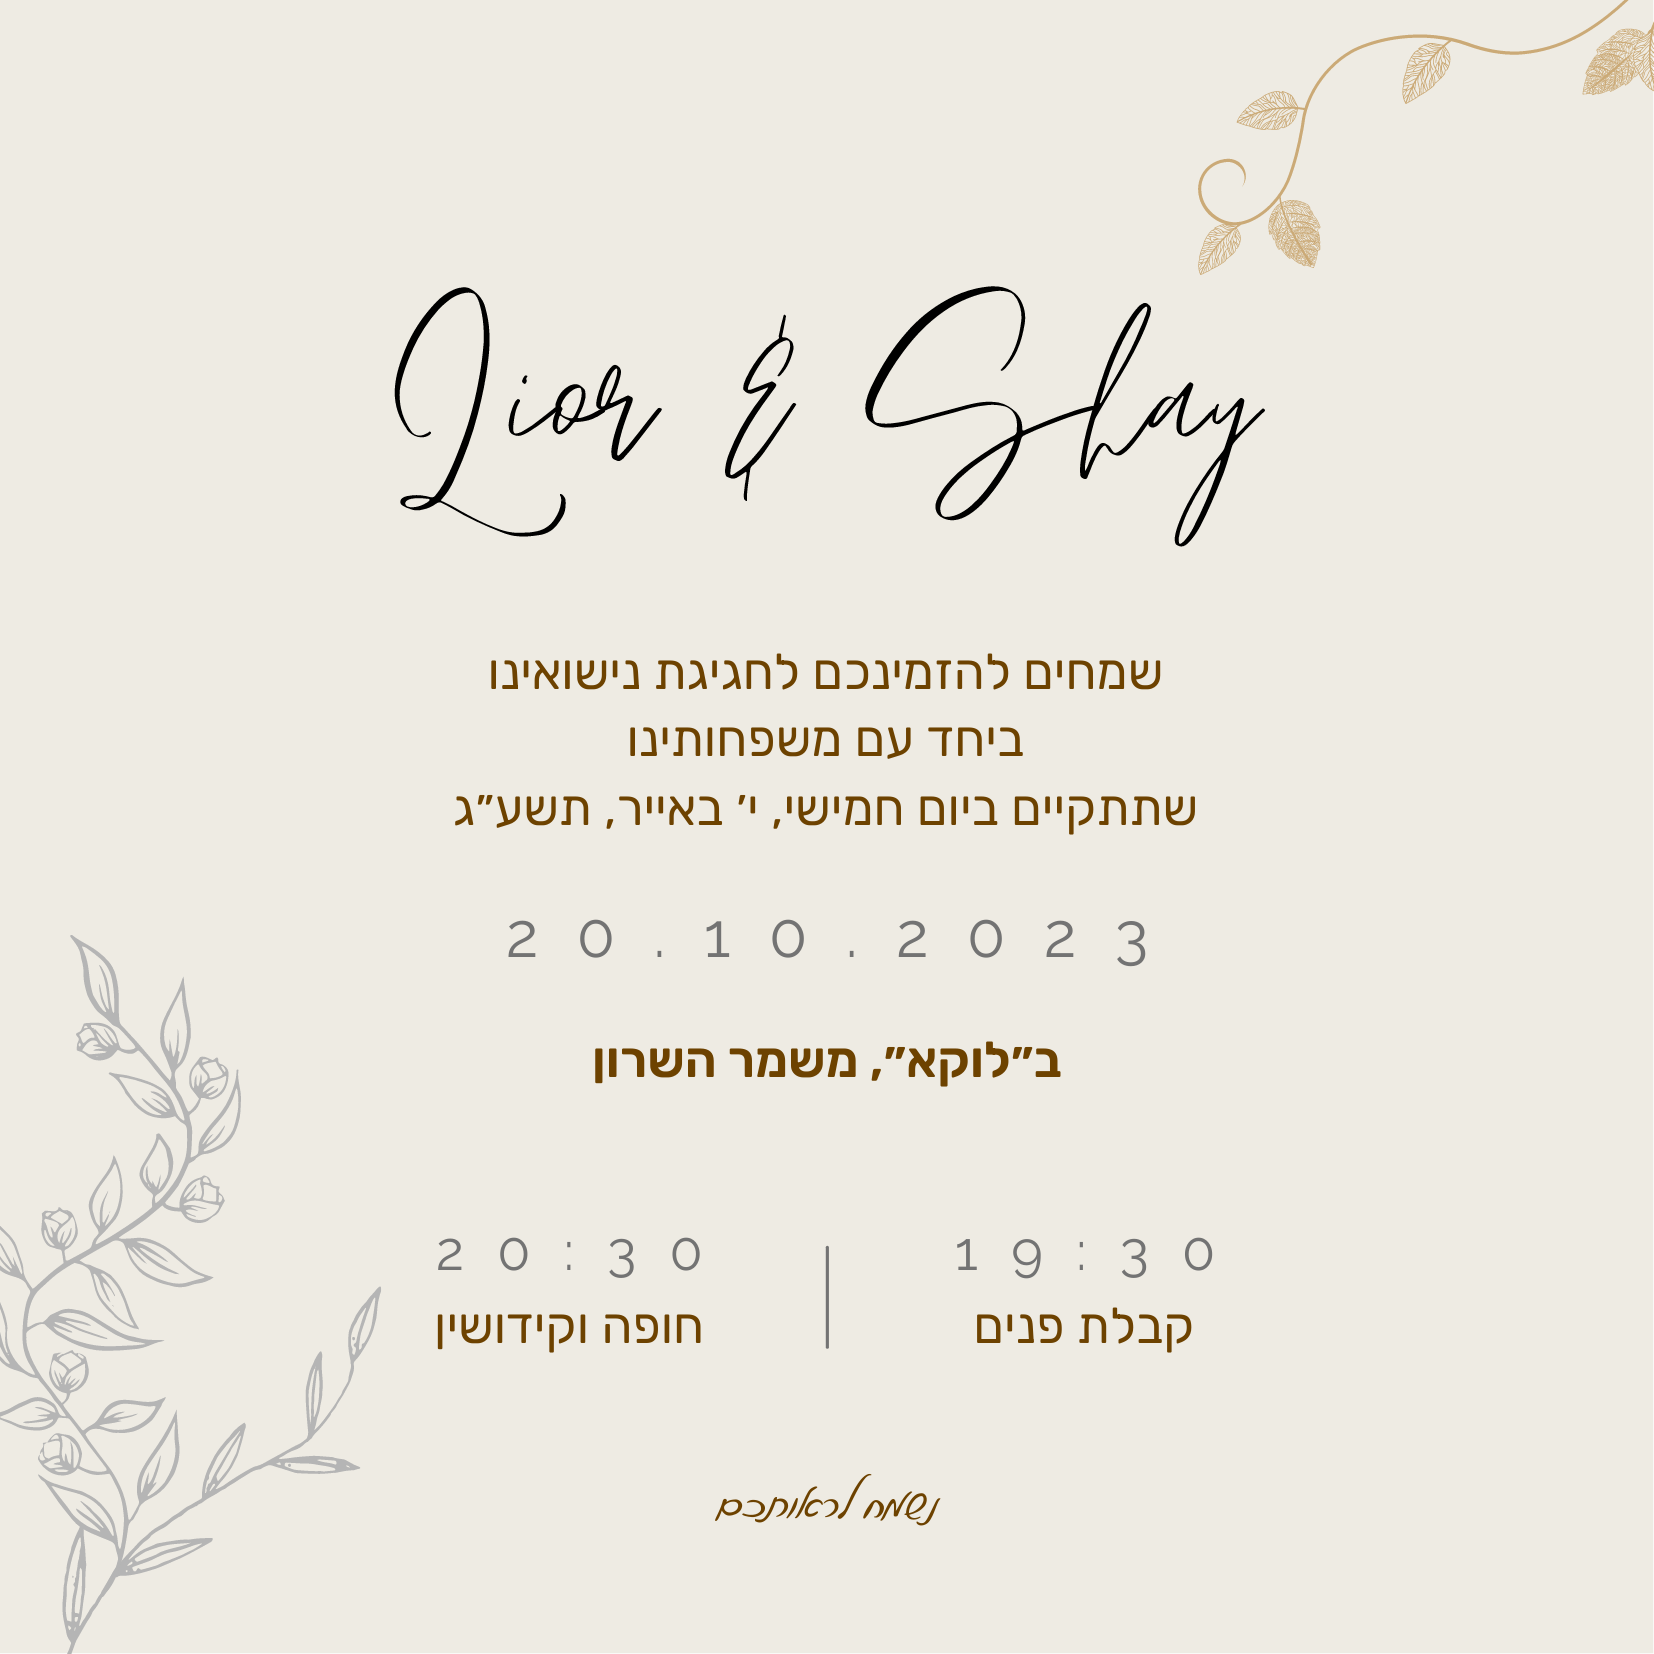 Lior & Shay
שמחים להזמינכם לחגיגת נישואינו
ביחד עם משפחותינו
שתתקיים ביום חמישי, י' באייר, תשע"ג
20.10.2023
ב"לוקא", משמר השרון
19:30
קבלת פנים
20:30
חופה וקידושין
נשמח לראותכם